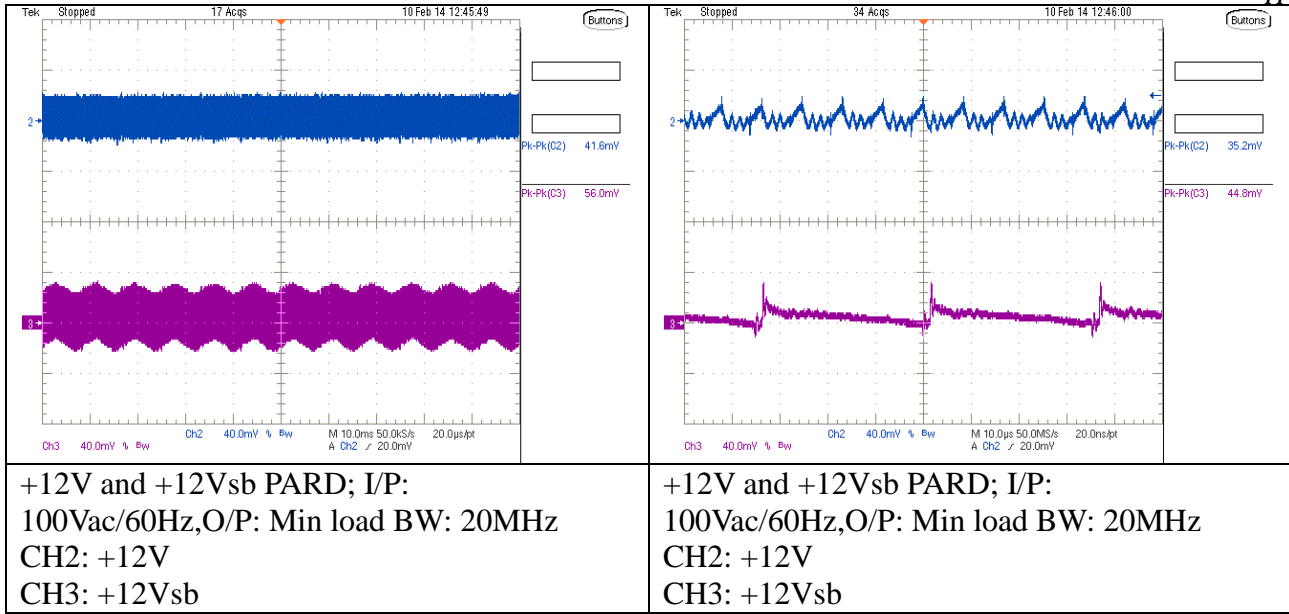 Tek Stopped 17 Acqs 10 Feb 14 12:45:49
Buttons
2
Pk-Pk(C2) 41.6mV
Pk-Pk(C3) 56.0mV
3
Ch2 40.0mV % Bw M 10.0ms 50.0kS/s 20.0µs/pt
Ch3 40.0mV % Bw A Ch2 / 20.0mV
+12V and +12Vsb PARD; I/P:
100Vac/60Hz,O/P: Min load BW: 20MHz
CH2: +12V
CH3: +12Vsb
Tek Stopped 34 Acqs 10 Feb 14 12:46:00
Buttons
2
Pk-Pk(C2) 35.2mV
Pk-Pk(C3) 44.8mV
3
Ch2 40.0mV % Bw M 10.0µs 50.0MS/s 20.0ns/pt
Ch3 40.0mV % Bw A Ch2 / 20.0mV
+12V and +12Vsb PARD; I/P:
100Vac/60Hz,O/P: Min load BW: 20MHz
CH2: +12V
CH3: +12Vsb